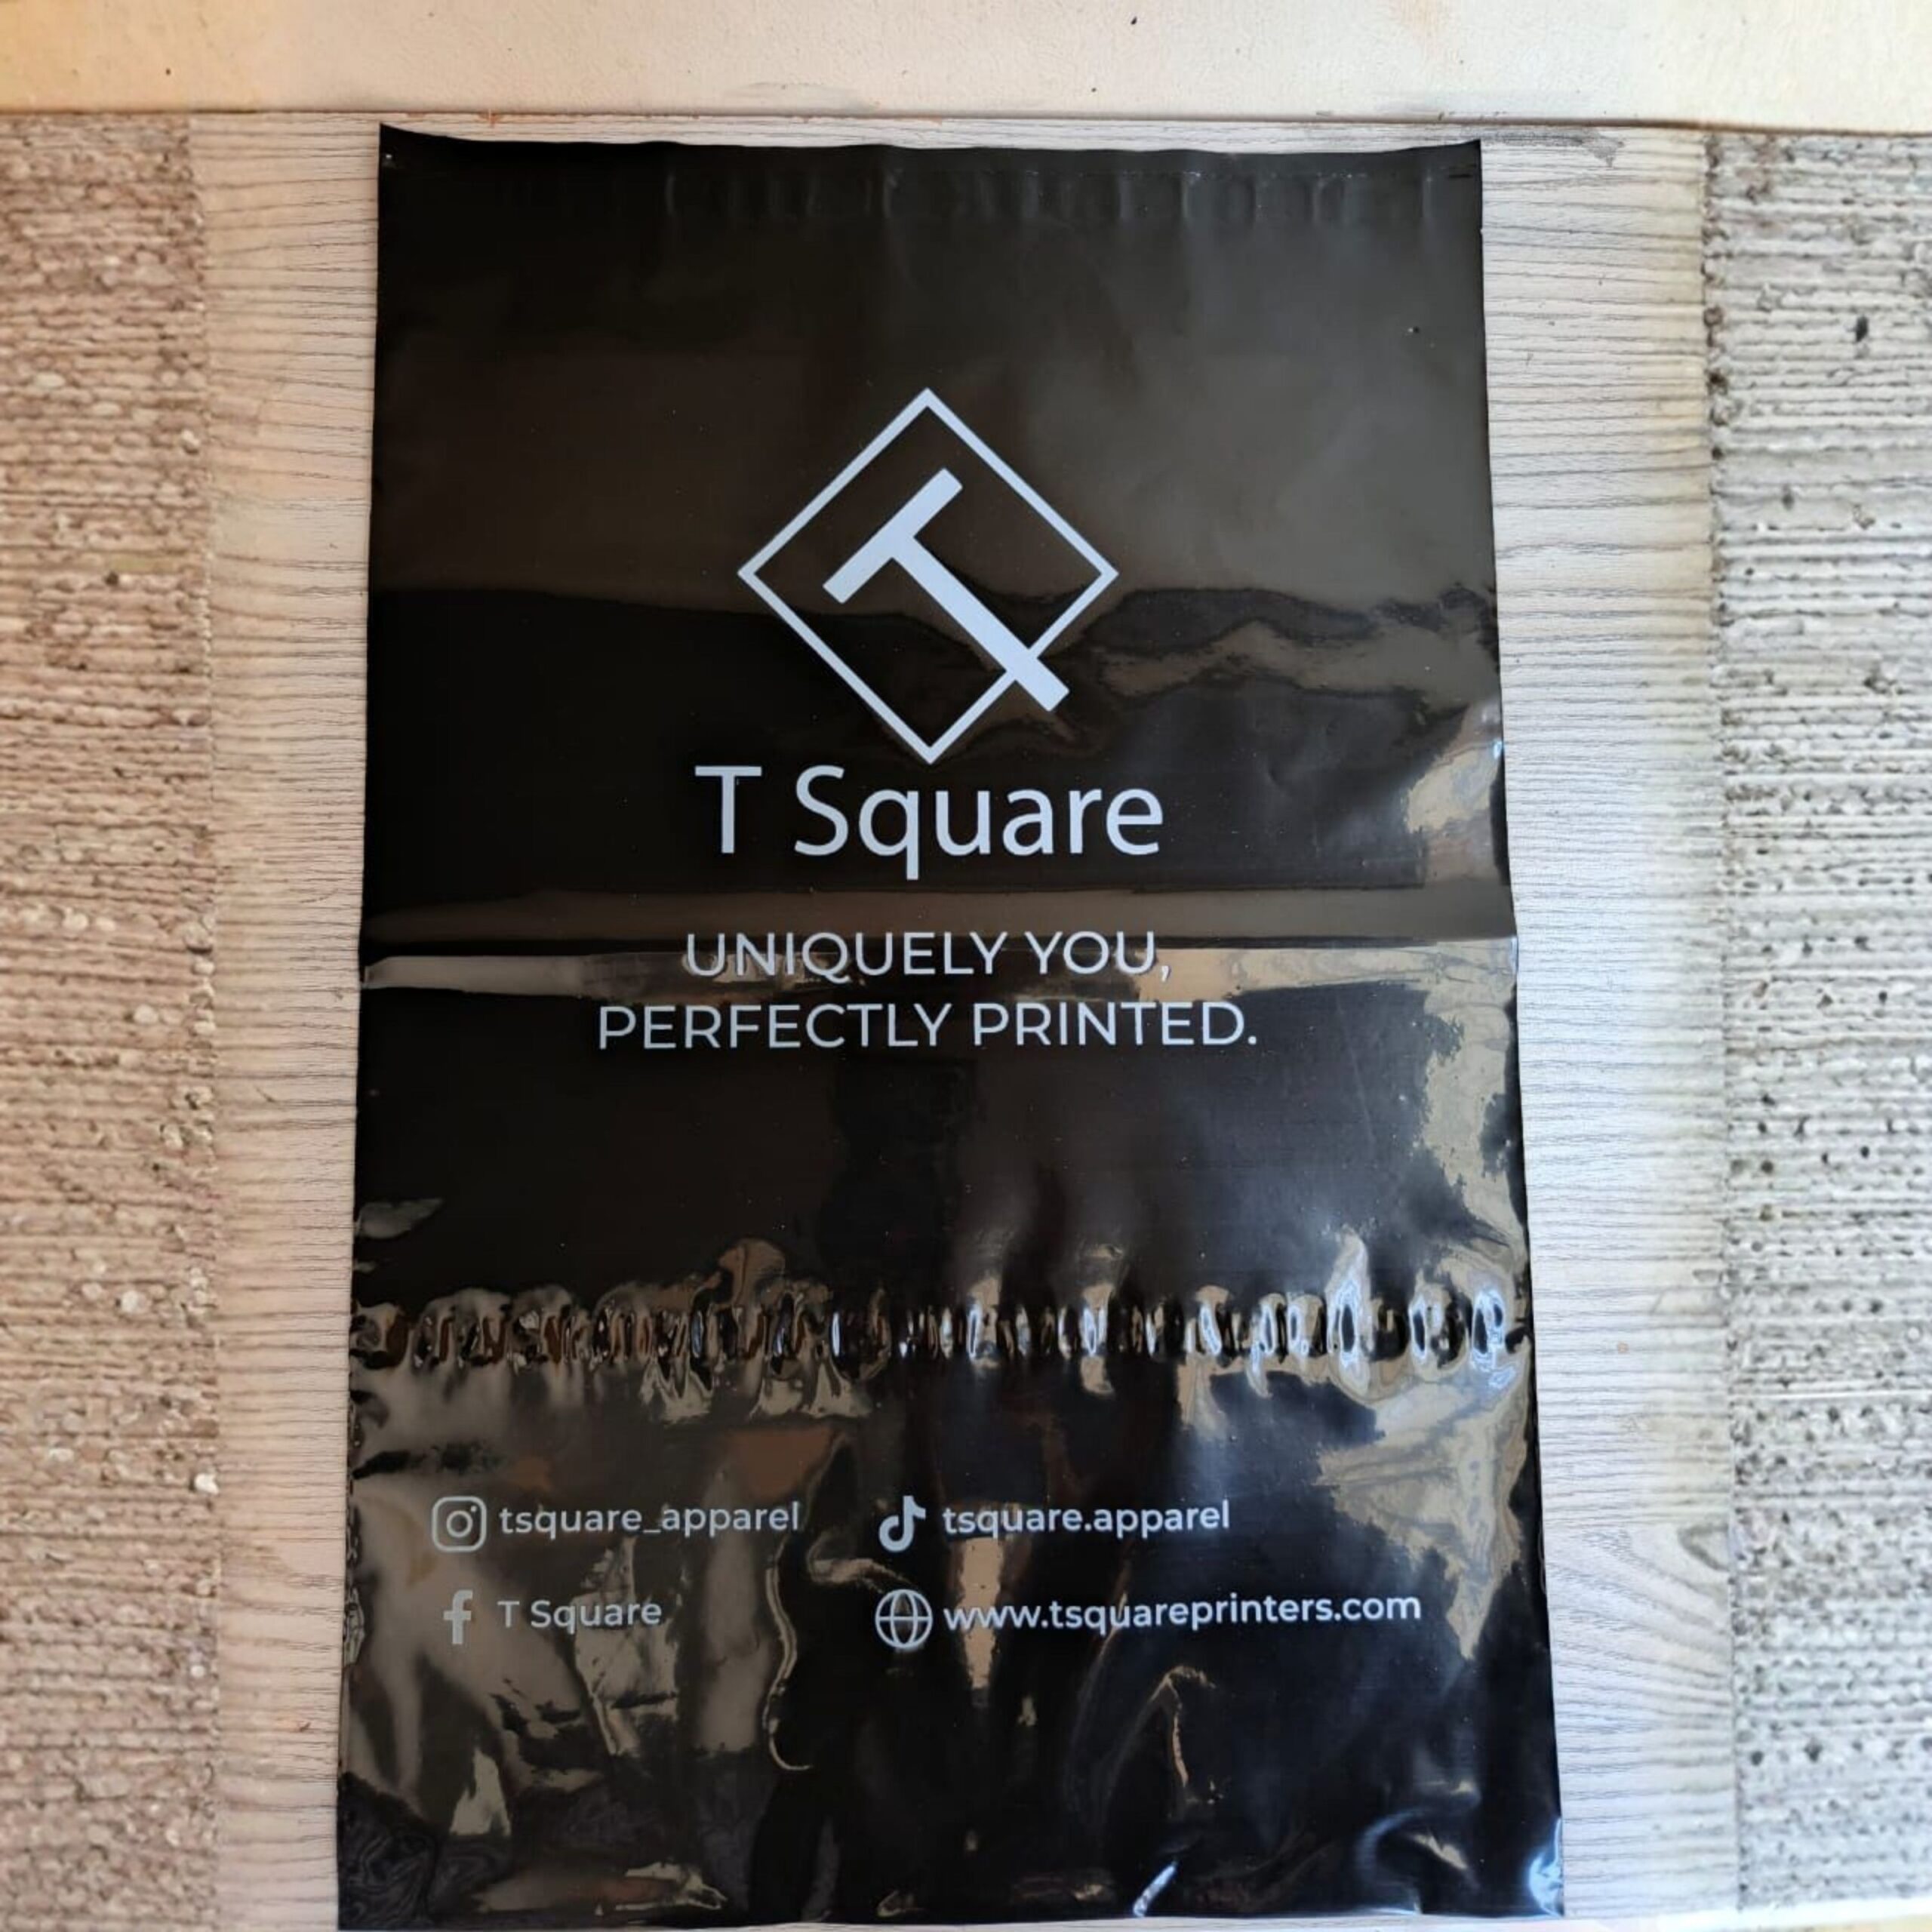 T
T Square
UNIQUELY YOU,
PERFECTLY PRINTED.
tsquare_apparel
tsquare.apparel
T Square
www.tsquareprinters.com